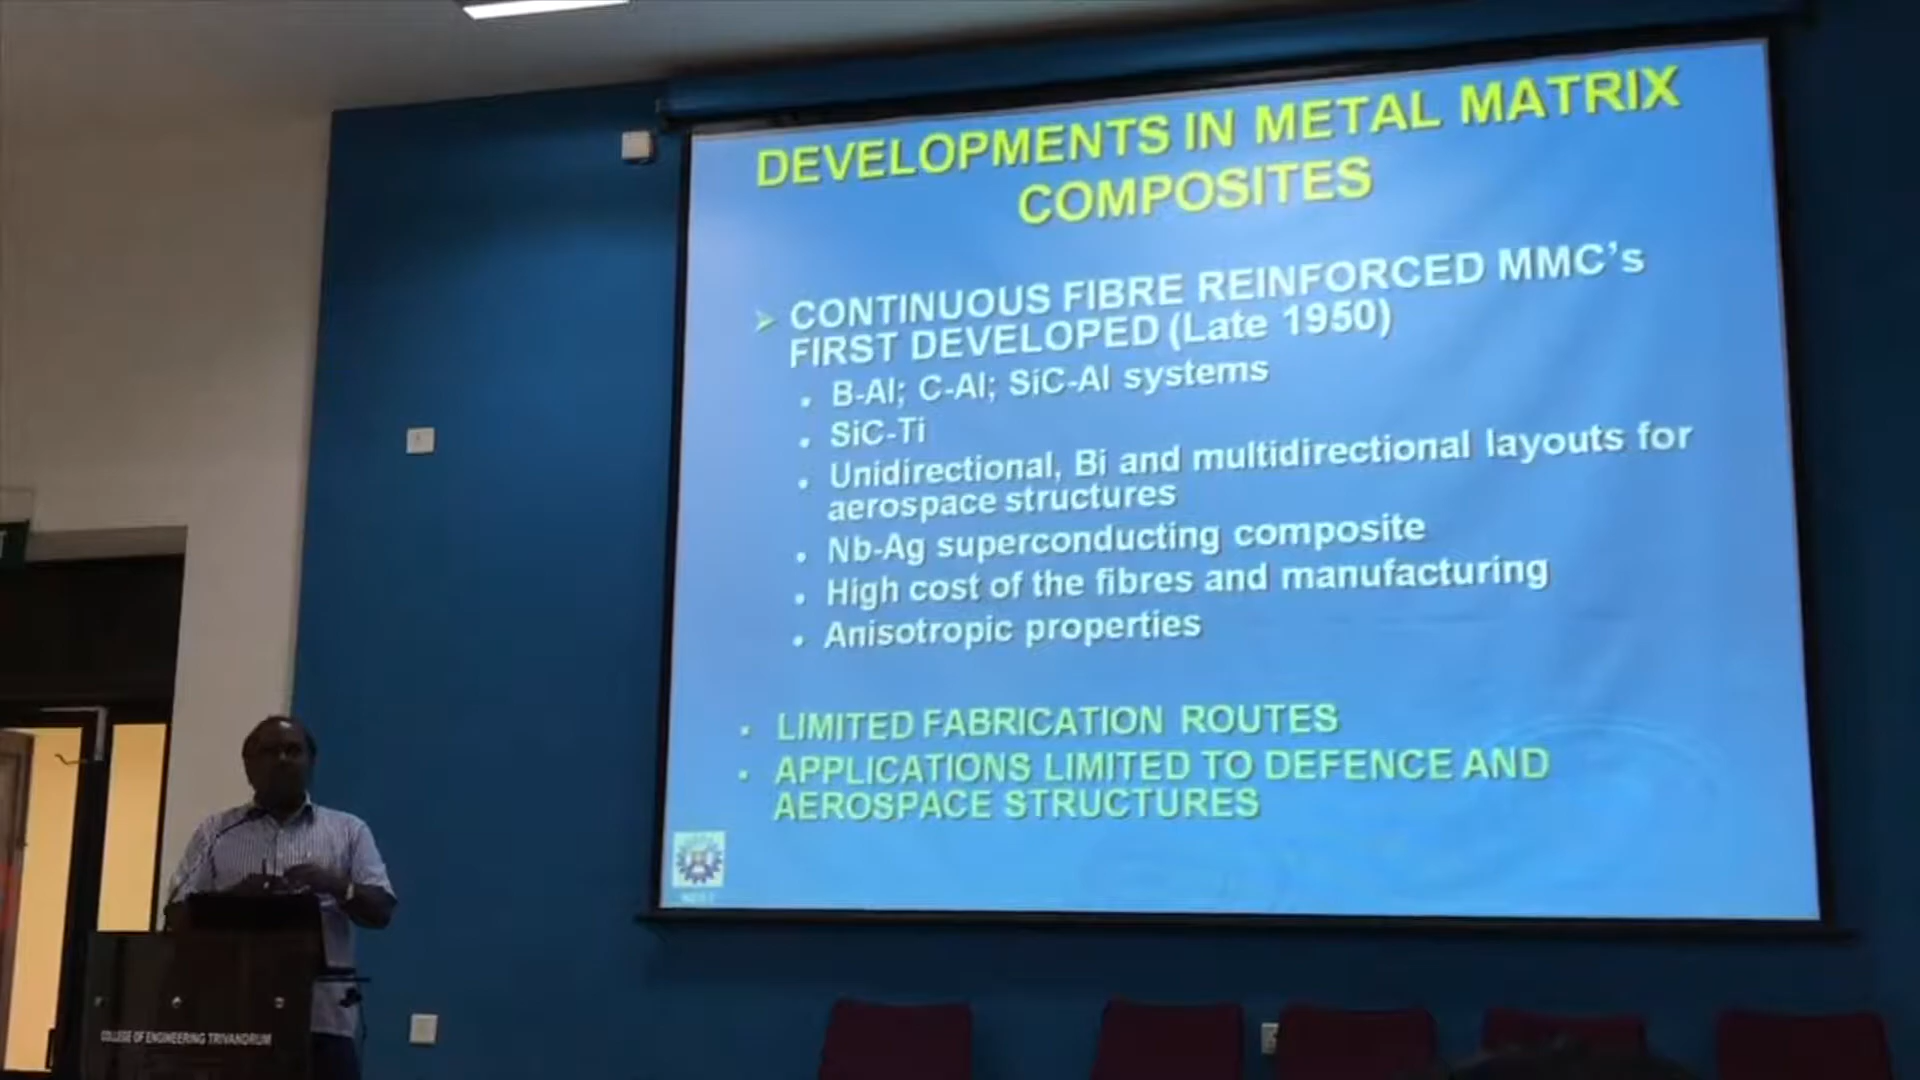 DEVELOPMENTS IN METAL MATRIX
COMPOSITES
CONTINUOUS FIBRE REINFORCED MMC's
FIRST DEVELOPED (Late 1950)
B-Al; C-Al; SiC-Al systems
SiC-Ti
Unidirectional, Bi and multidirectional layouts for
aerospace structures
Nb-Ag superconducting composite
High cost of the fibres and manufacturing
Anisotropic properties
LIMITED FABRICATION ROUTES
APPLICATIONS LIMITED TO DEFENCE AND
AEROSPACE STRUCTURES
COLLEGE OF ENGINEERING TRIVANDRUM